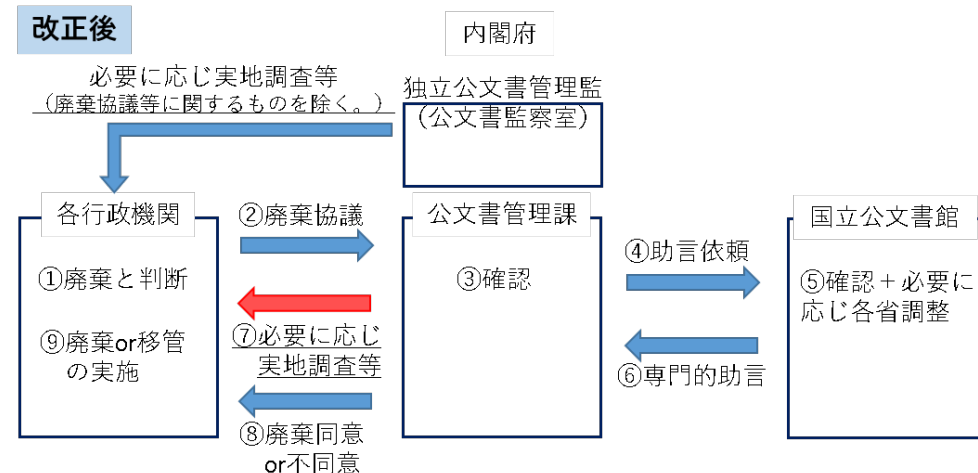 改正後
内閣府
必要に応じ実地調査等
（廃棄協議等に関するものを除く。）
独立公文書管理監
（公文書監察室）
各行政機関
②廃棄協議
公文書管理課
国立公文書館
①廃棄と判断
③確認
④助言依頼
⑤確認＋必要に
応じ各省調整
⑨廃棄or移管
の実施
⑦必要に応じ
実地調査等
⑥専門的助言
⑧廃棄同意
or不同意